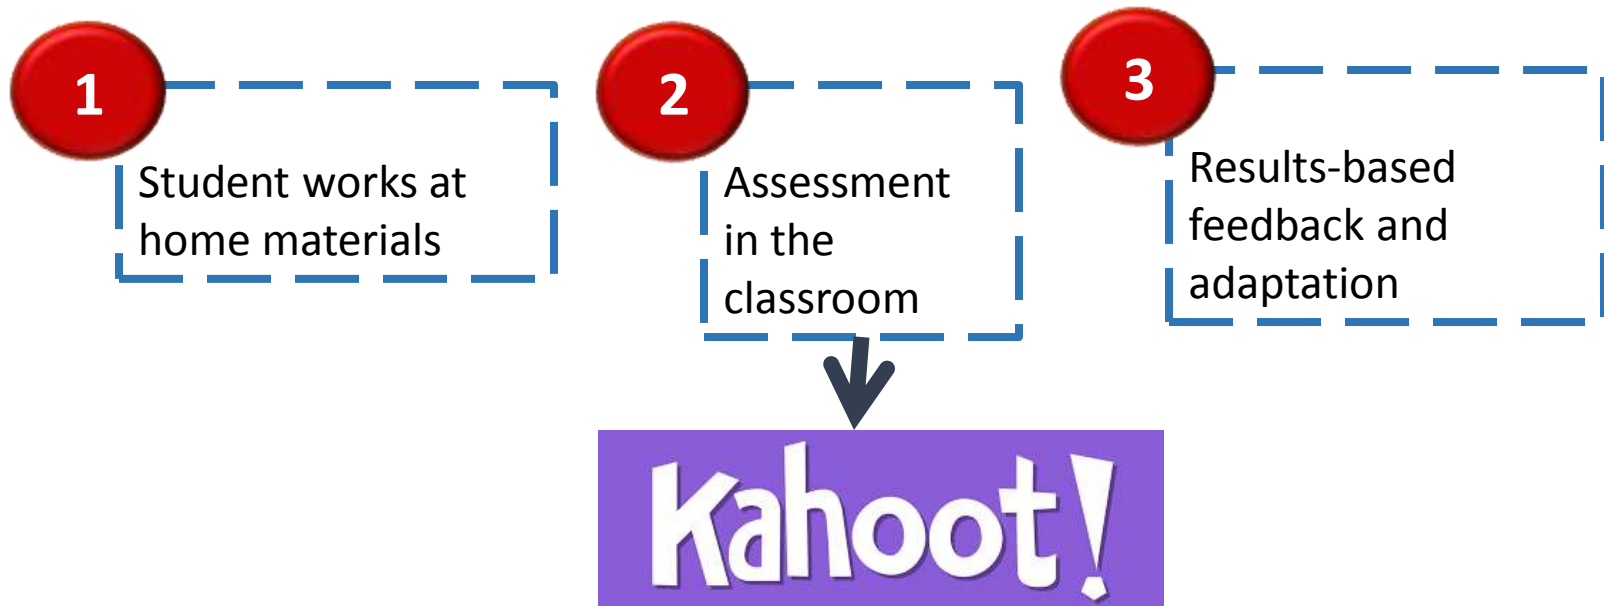 1
Student works at
home materials
2
Assessment
in the
classroom
3
Results-based
feedback and
adaptation
Kahoot!